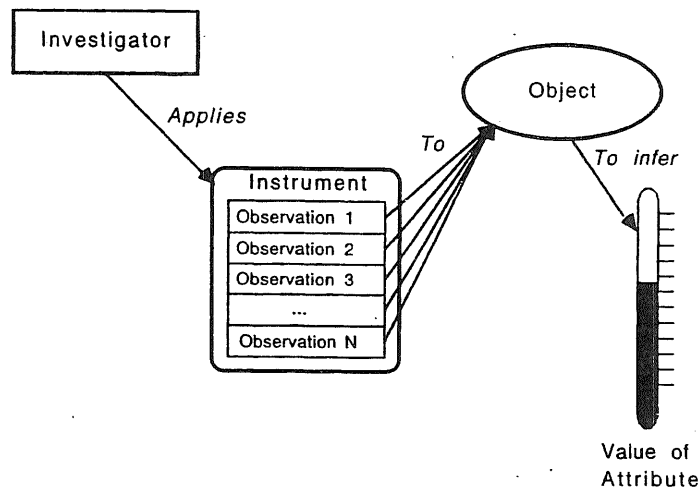 Investigator
Applies
Instrument
Observation 1
Observation 2
Observation 3
...
Observation N
To
Object
To infer
Value of
Attribute